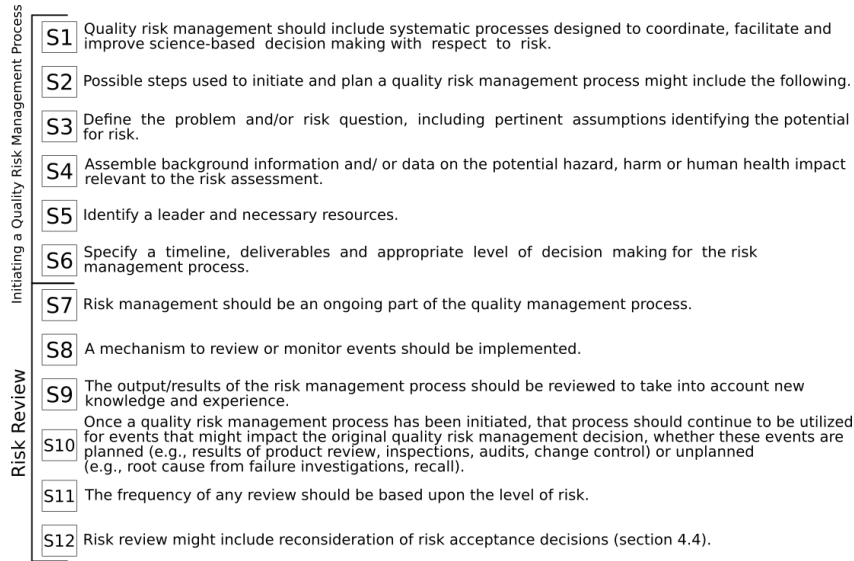 Initiating a Quality Risk Management Process
S1 Quality risk management should include systematic processes designed to coordinate, facilitate and
improve science-based decision making with respect to risk.
S2 Possible steps used to initiate and plan a quality risk management process might include the following.
S3 Define the problem and/or risk question, including pertinent assumptions identifying the potential
for risk.
S4 Assemble background information and/ or data on the potential hazard, harm or human health impact
relevant to the risk assessment.
S5 Identify a leader and necessary resources.
S6 Specify a timeline, deliverables and appropriate level of decision making for the risk
management process.
Risk Review
S7 Risk management should be an ongoing part of the quality management process.
S8 A mechanism to review or monitor events should be implemented.
S9 The output/results of the risk management process should be reviewed to take into account new
knowledge and experience.
S10 Once a quality risk management process has been initiated, that process should continue to be utilized
for events that might impact the original quality risk management decision, whether these events are
planned (e.g., results of product review, inspections, audits, change control) or unplanned
(e.g., root cause from failure investigations, recall).
S11 The frequency of any review should be based upon the level of risk.
S12 Risk review might include reconsideration of risk acceptance decisions (section 4.4).